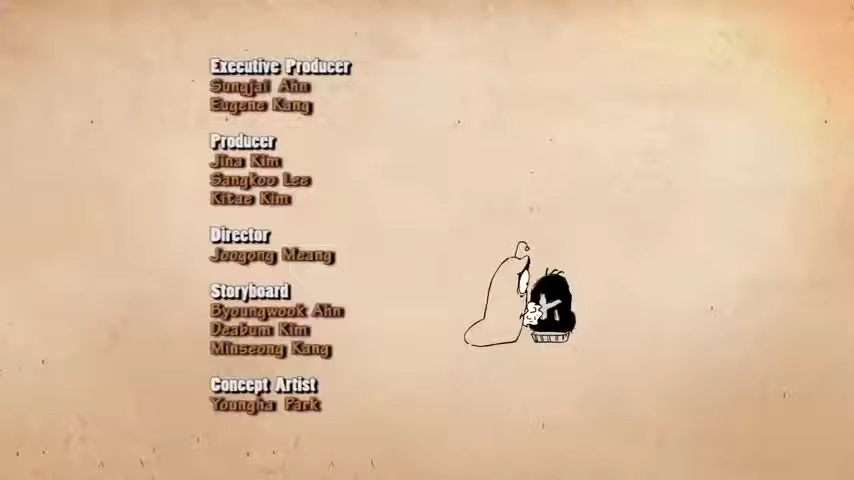 Executive Producer
Sungjai Ahn
Eugene Kang
Producer
Jina Kim
Sangkoo Lee
Kitae Kim
Director
Joogong Meang
Storyboard
Byoungwook Ahn
Deabum Kim
Minseong Kang
Concept Artist
Youngha Park